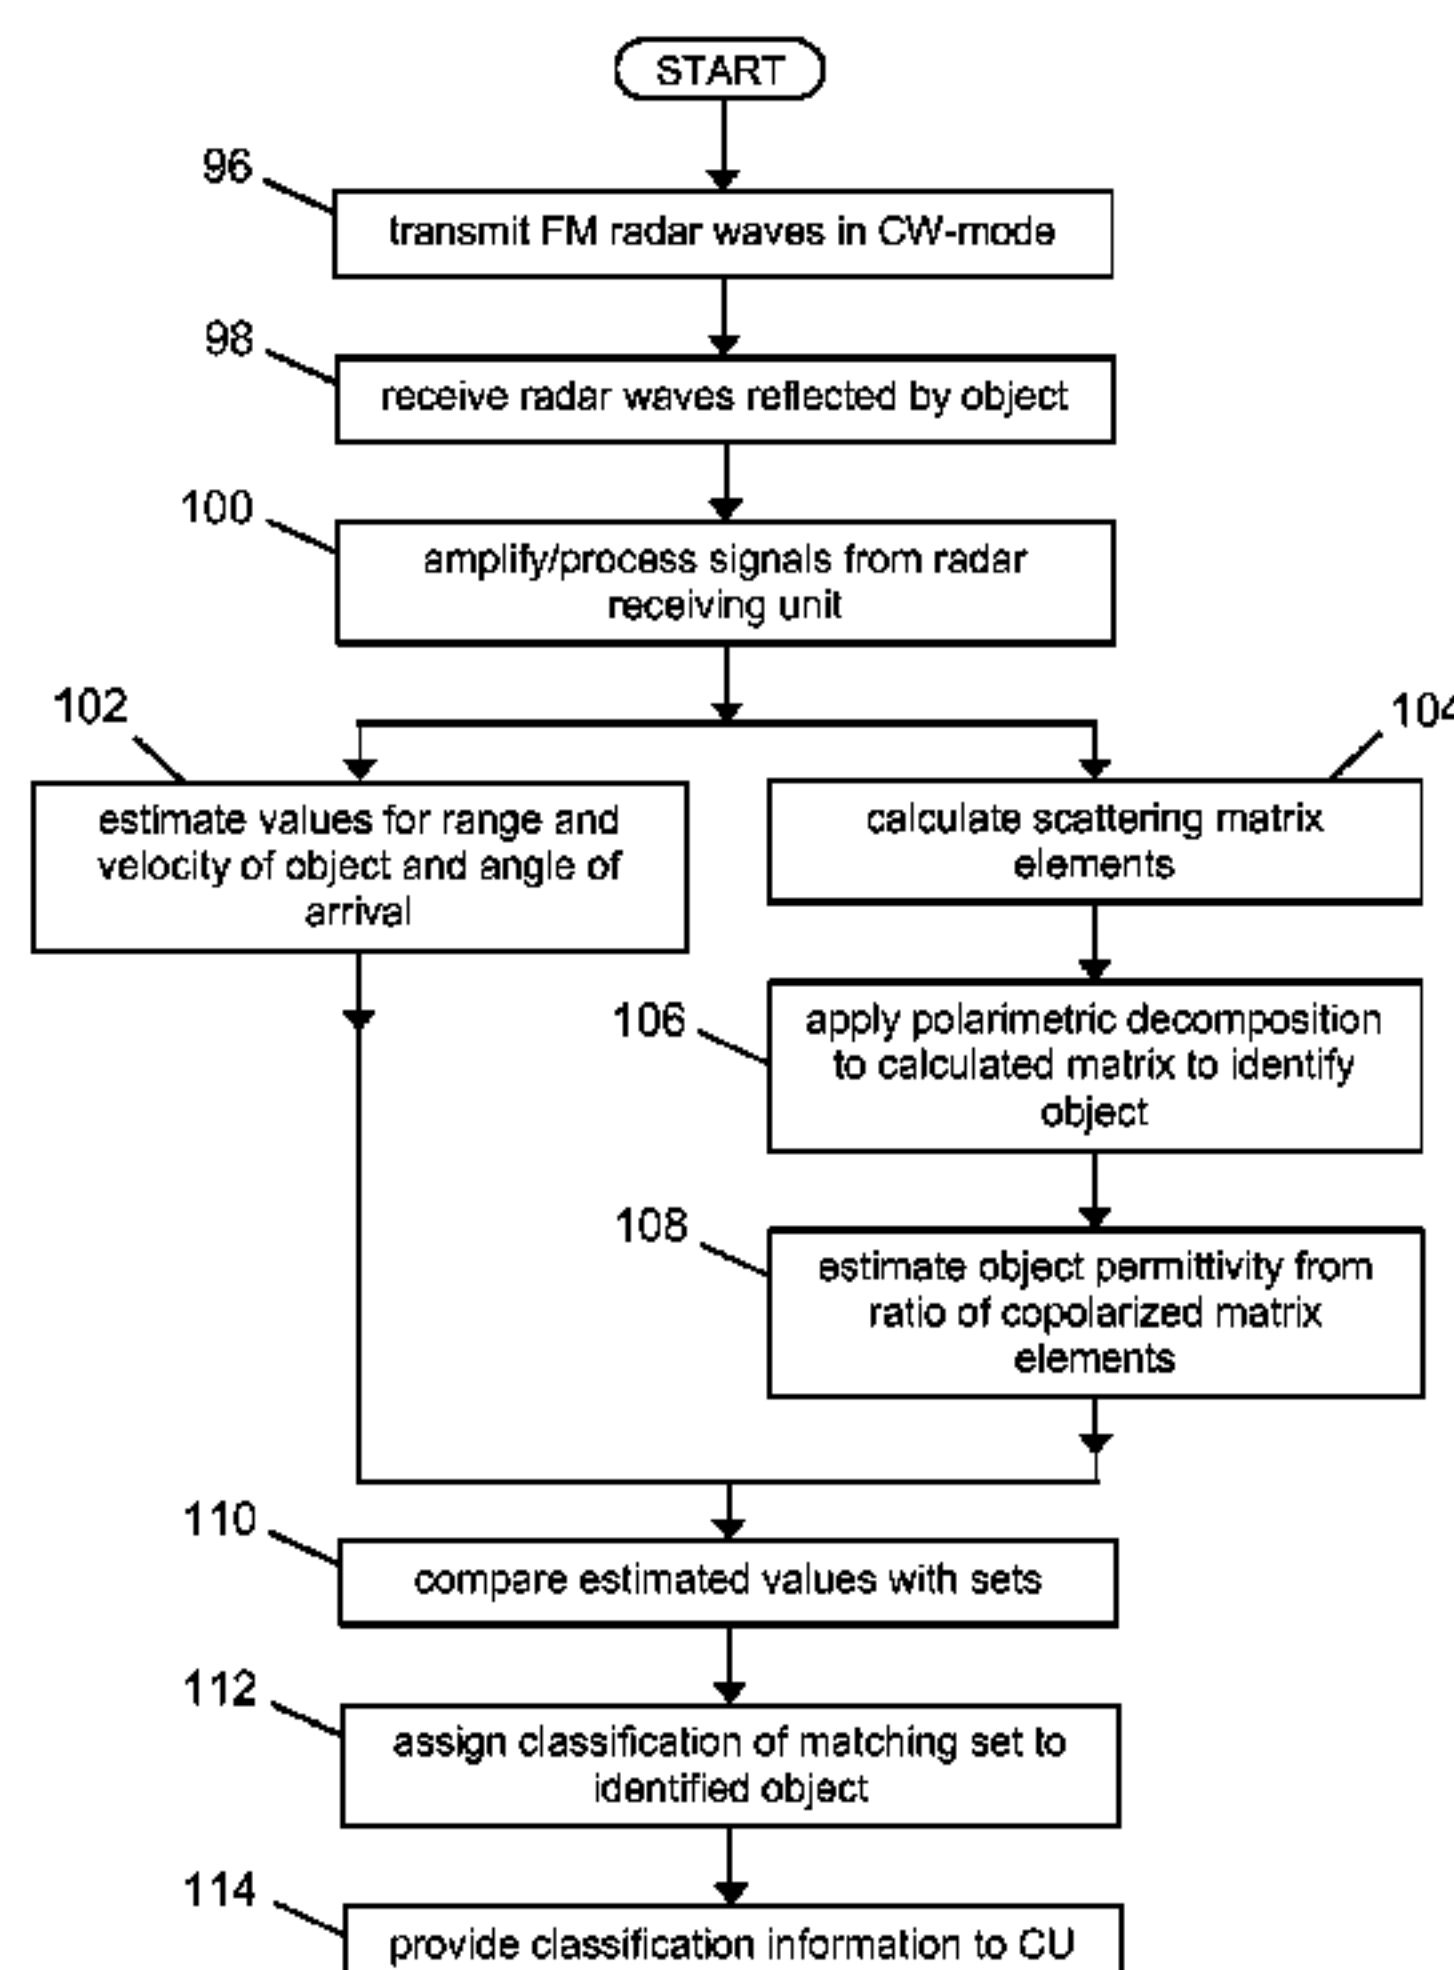 START
96
transmit FM radar waves in CW-mode
98
receive radar waves reflected by object
100
amplify/process signals from radar
receiving unit
102
104
estimate values for range and
velocity of object and angle of
arrival
calculate scattering matrix
elements
106
apply polarimetric decomposition
to calculated matrix to identify
object
108
estimate object permittivity from
ratio of copolarized matrix
elements
110
compare estimated values with sets
112
assign classification of matching set to
identified object
114
provide classification information to CU